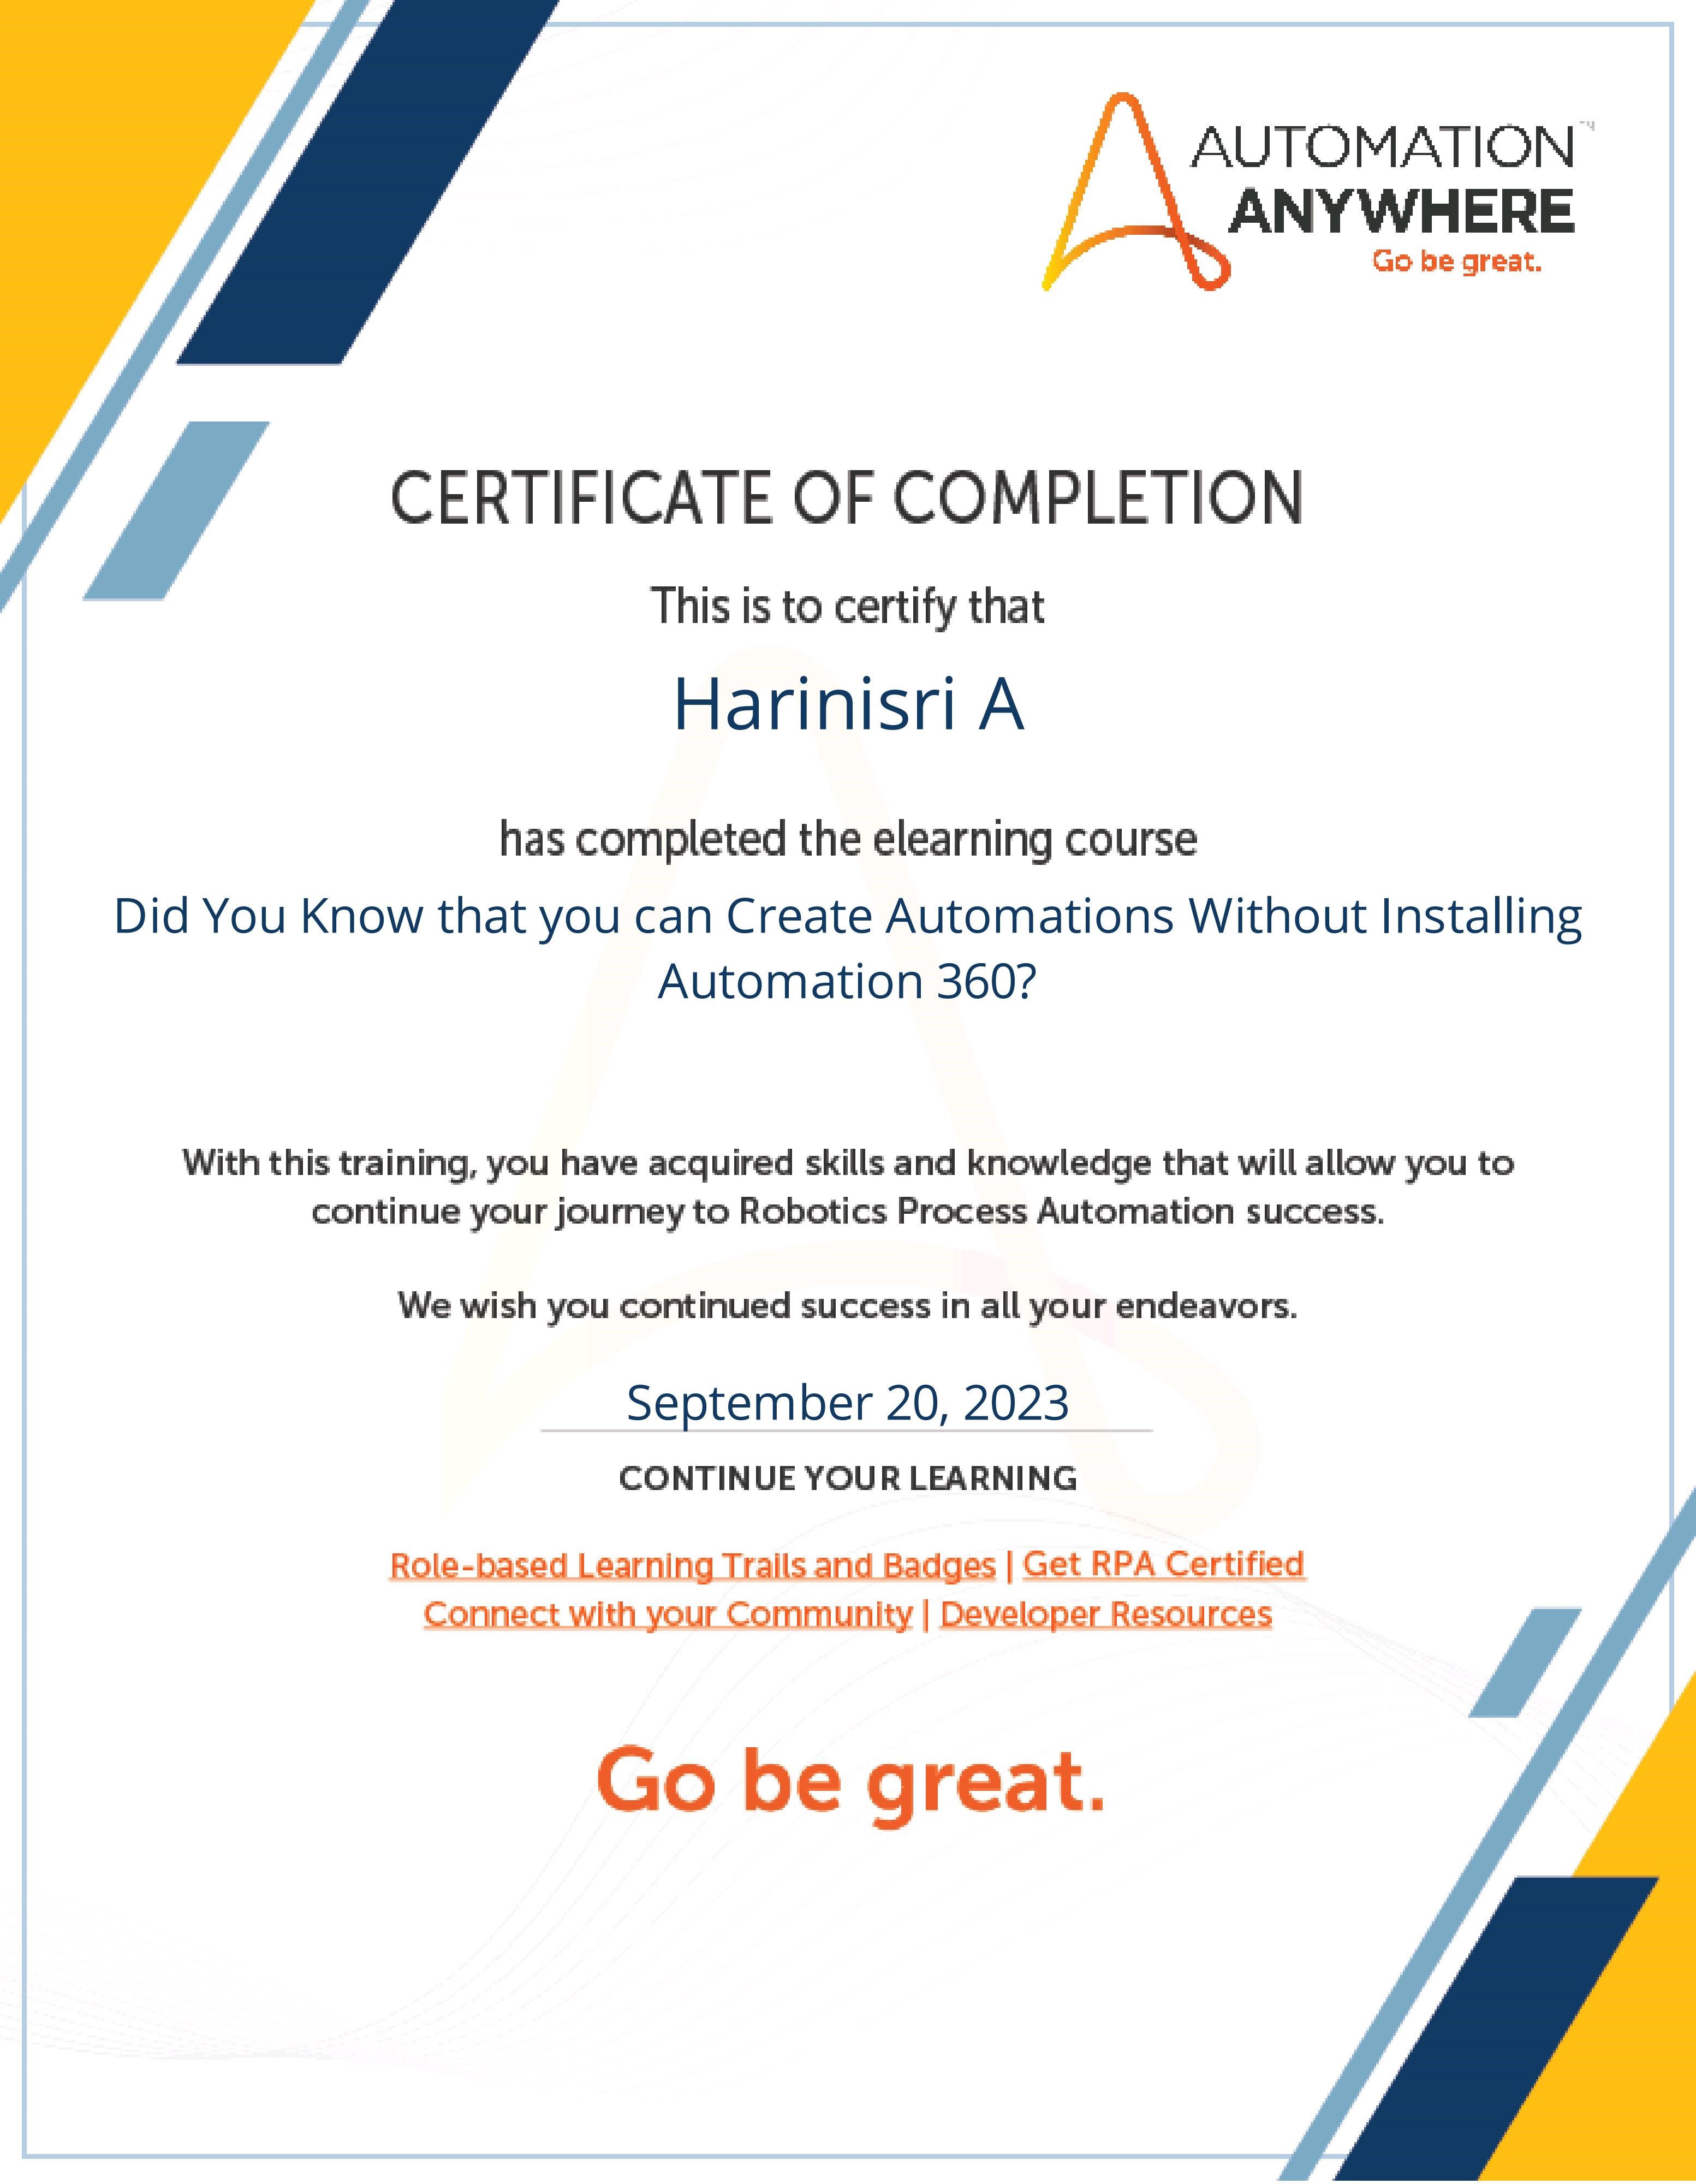 AUTOMATION
ANYWHERE
Go be great.
CERTIFICATE OF COMPLETION
This is to certify that
Harinisri A
has completed the elearning course
Did You Know that you can Create Automations Without Installing
Automation 360?
With this training, you have acquired skills and knowledge that will allow you to
continue your journey to Robotics Process Automation success.
We wish you continued success in all your endeavors.
September 20, 2023
CONTINUE YOUR LEARNING
Role-based Learning Trails and Badges | Get RPA Certified
Connect with your Community | Developer Resources
Go be great.